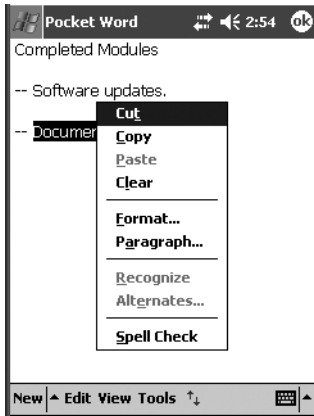 Pocket Word 2:54 ok
Completed Modules
-- Software updates.
-- Documen
Cut
Copy
Paste
Clear
Format...
Paragraph...
Recognize
Alternates...
Spell Check
New Edit View Tools